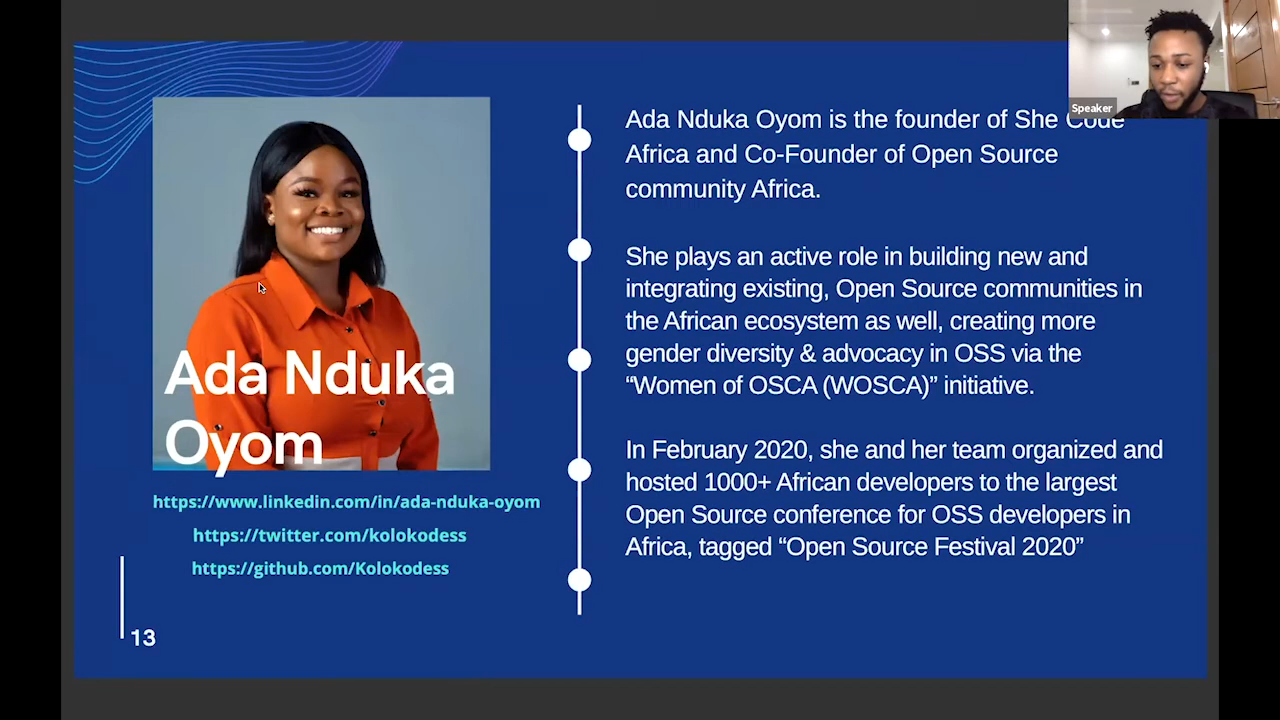 Speaker
Ada Nduka Oyom is the founder of She Code
Africa and Co-Founder of Open Source
community Africa.
She plays an active role in building new and
integrating existing, Open Source communities in
the African ecosystem as well, creating more
gender diversity & advocacy in OSS via the
“Women of OSCA (WOSCA)” initiative.
In February 2020, she and her team organized and
hosted 1000+ African developers to the largest
Open Source conference for OSS developers in
Africa, tagged “Open Source Festival 2020”
Ada Nduka
Oyom
https://www.linkedin.com/in/ada-nduka-oyom
https://twitter.com/kolokodess
https://github.com/Kolokodess
13